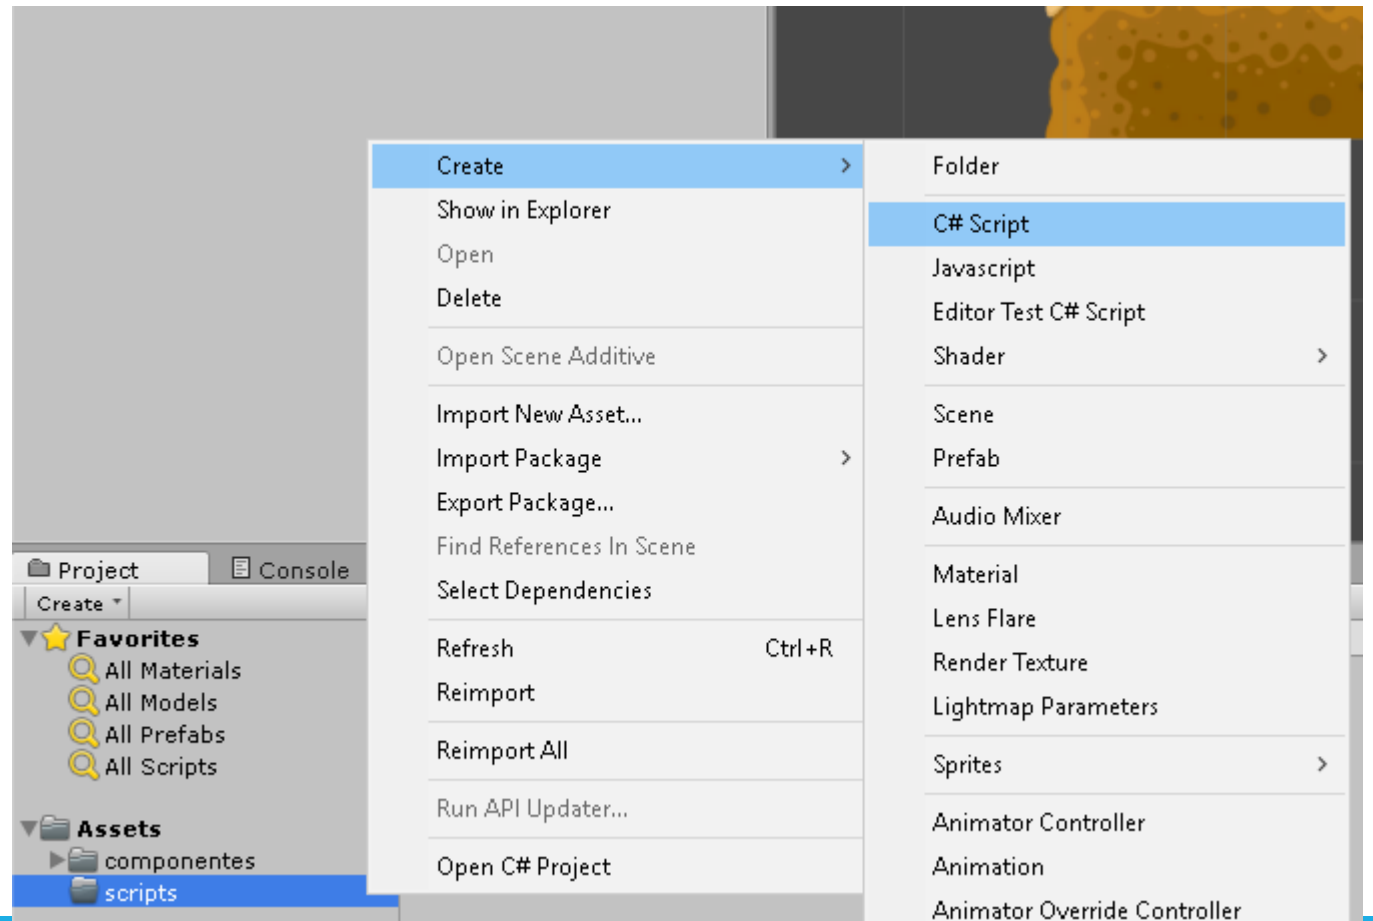 Create
Show in Explorer
Open
Delete
Open Scene Additive
Import New Asset...
Import Package
Export Package...
Find References In Scene
Select Dependencies
Refresh Ctrl+R
Reimport
Reimport All
Run API Updater...
Open C# Project
Folder
C# Script
Javascript
Editor Test C# Script
Shader
Scene
Prefab
Audio Mixer
Material
Lens Flare
Render Texture
Lightmap Parameters
Sprites
Animator Controller
Animation
Animator Override Controller
Project Console
Create
Favorites
All Materials
All Models
All Prefabs
All Scripts
Assets
componentes
scripts